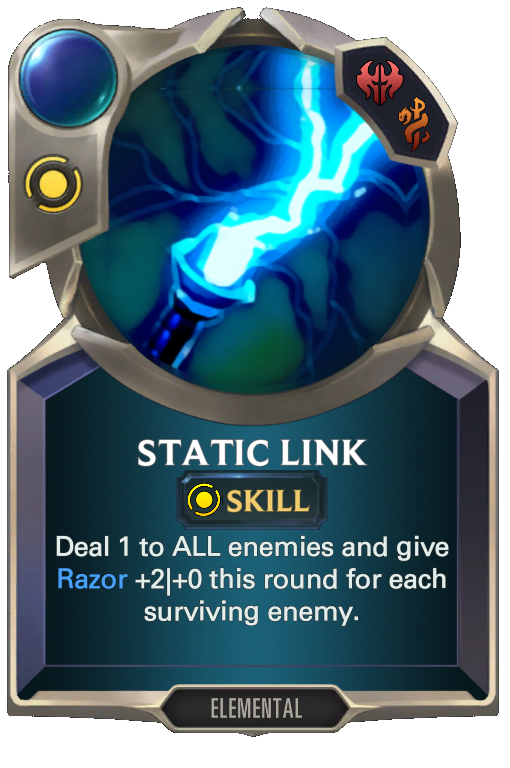 STATIC LINK
SKILL
Deal 1 to ALL enemies and give
Razor +2|+0 this round for each
surviving enemy.
ELEMENTAL